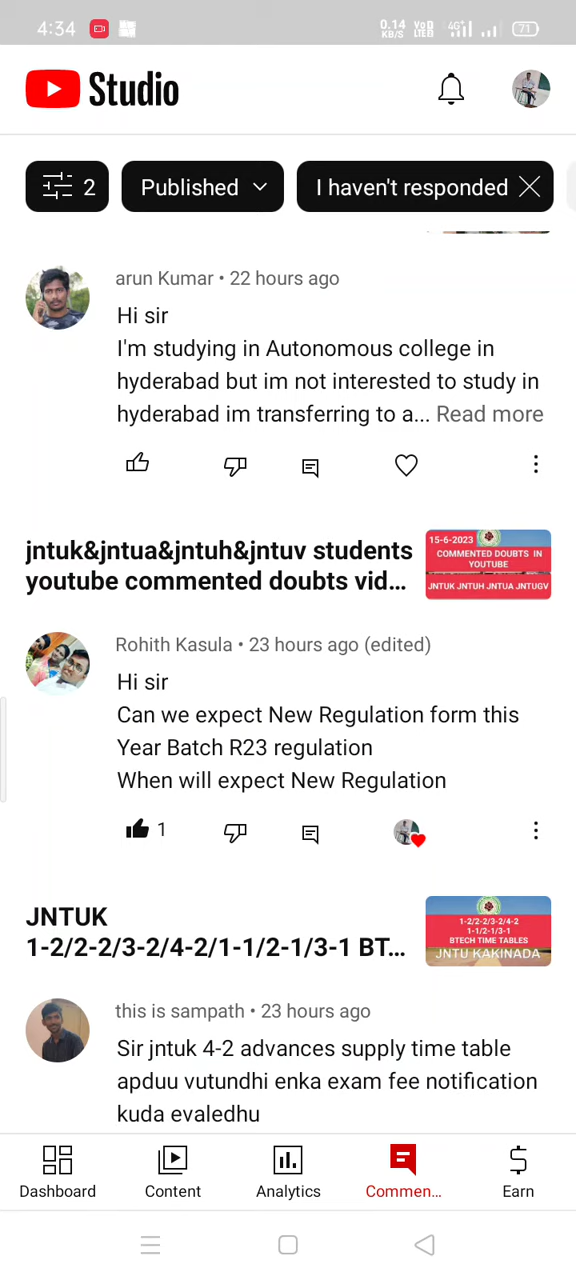 4:34
0.14
KB/S
VoD
LTE
4G+
71
Studio
2
Published
I haven't responded
arun Kumar • 22 hours ago
Hi sir
I'm studying in Autonomous college in
hyderabad but im not interested to study in
hyderabad im transferring to a... Read more
jntuk&jntua&jntuh&jntuv students
youtube commented doubts vid...
15-6-2023
COMMENTED DOUBTS IN
YOUTUBE
JNTUK JNTUH JNTUA JNTUGV
Rohith Kasula • 23 hours ago (edited)
Hi sir
Can we expect New Regulation form this
Year Batch R23 regulation
When will expect New Regulation
1
JNTUK
1-2/2-2/3-2/4-2/1-1/2-1/3-1 BT...
1-2/2-2/3-2/4-2
1-1/2-1/3-1
BTECH TIME TABLES
JNTU KAKINADA
this is sampath • 23 hours ago
Sir jntuk 4-2 advances supply time table
apduu vutundhi enka exam fee notification
kuda evaledhu
Dashboard
Content
Analytics
Commen...
Earn